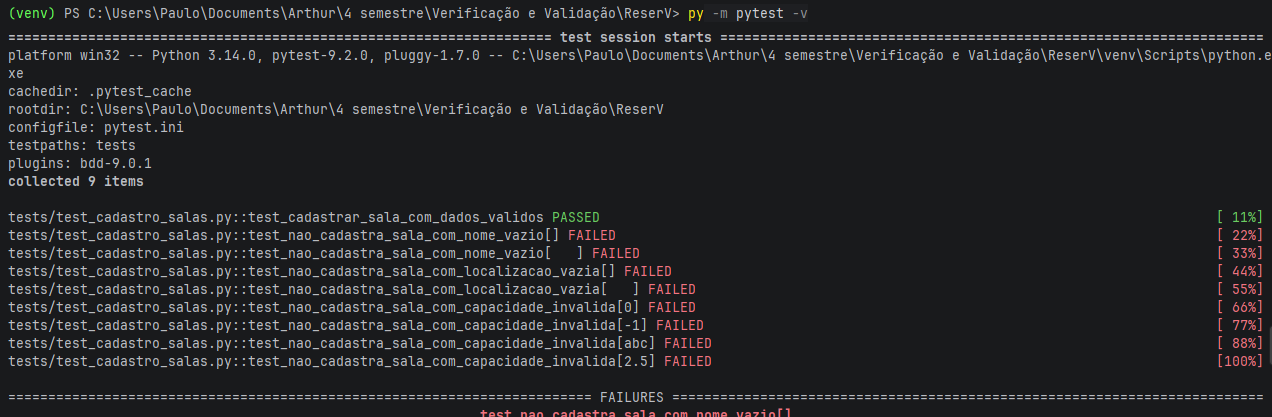 (venv) PS C:\Users\Paulo\Documents\Arthur\4 semestre\Verificação e Validação\ReserV> py -m pytest -v
==================================================================== test session starts ====================================================================
platform win32 -- Python 3.14.0, pytest-9.2.0, pluggy-1.7.0 -- C:\Users\Paulo\Documents\Arthur\4 semestre\Verificação e Validação\ReserV\venv\Scripts\python.e
xe
cachedir: .pytest_cache
rootdir: C:\Users\Paulo\Documents\Arthur\4 semestre\Verificação e Validação\ReserV
configfile: pytest.ini
testpaths: tests
plugins: bdd-9.0.1
collected 9 items
tests/test_cadastro_salas.py::test_cadastrar_sala_com_dados_validos PASSED [ 11%]
tests/test_cadastro_salas.py::test_nao_cadastra_sala_com_nome_vazio[] FAILED [ 22%]
tests/test_cadastro_salas.py::test_nao_cadastra_sala_com_nome_vazio[   ] FAILED [ 33%]
tests/test_cadastro_salas.py::test_nao_cadastra_sala_com_localizacao_vazia[] FAILED [ 44%]
tests/test_cadastro_salas.py::test_nao_cadastra_sala_com_localizacao_vazia[   ] FAILED [ 55%]
tests/test_cadastro_salas.py::test_nao_cadastra_sala_com_capacidade_invalida[0] FAILED [ 66%]
tests/test_cadastro_salas.py::test_nao_cadastra_sala_com_capacidade_invalida[-1] FAILED [ 77%]
tests/test_cadastro_salas.py::test_nao_cadastra_sala_com_capacidade_invalida[abc] FAILED [ 88%]
tests/test_cadastro_salas.py::test_nao_cadastra_sala_com_capacidade_invalida[2.5] FAILED [100%]
========================================================================= FAILURES ==========================================================================
test_nao_cadastra_sala_com_nome_vazio[]